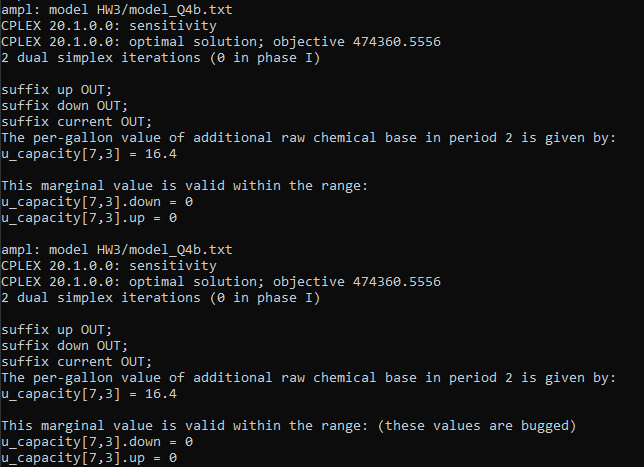 ampl: model HW3/model_Q4b.txt
CPLEX 20.1.0.0: sensitivity
CPLEX 20.1.0.0: optimal solution; objective 474360.5556
2 dual simplex iterations (0 in phase I)
suffix up OUT;
suffix down OUT;
suffix current OUT;
The per-gallon value of additional raw chemical base in period 2 is given by:
u_capacity[7,3] = 16.4
This marginal value is valid within the range:
u_capacity[7,3].down = 0
u_capacity[7,3].up = 0
ampl: model HW3/model_Q4b.txt
CPLEX 20.1.0.0: sensitivity
CPLEX 20.1.0.0: optimal solution; objective 474360.5556
2 dual simplex iterations (0 in phase I)
suffix up OUT;
suffix down OUT;
suffix current OUT;
The per-gallon value of additional raw chemical base in period 2 is given by:
u_capacity[7,3] = 16.4
This marginal value is valid within the range: (these values are bugged)
u_capacity[7,3].down = 0
u_capacity[7,3].up = 0